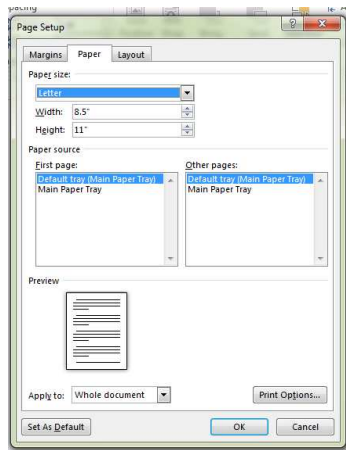 Page Setup
Margins Paper Layout
Paper size:
Letter
Width: 8.5"
Height: 11"
Paper source
First page: Other pages:
Default tray (Main Paper Tray) Default tray (Main Paper Tray)
Main Paper Tray Main Paper Tray
Preview
Apply to: Whole document Print Options...
Set As Default OK Cancel